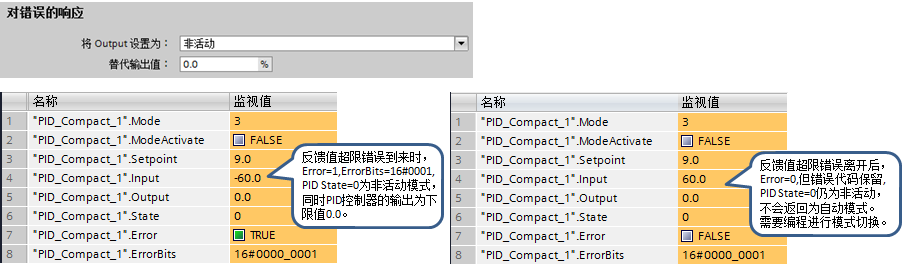 对错误的响应
将 Output 设置为： 非活动
替代输出值： 0.0 %
名称 监视值
1 "PID_Compact_1".Mode 3
2 "PID_Compact_1".ModeActivate FALSE
3 "PID_Compact_1".Setpoint 9.0
4 "PID_Compact_1".Input -60.0
5 "PID_Compact_1".Output 0.0
6 "PID_Compact_1".State 0
7 "PID_Compact_1".Error TRUE
8 "PID_Compact_1".ErrorBits 16#0000_0001
反馈值超限错误到来时，
Error=1,ErrorBits=16#0001,
PID State=0为非活动模式，
同时PID控制器的输出为下
限值0.0。
名称 监视值
1 "PID_Compact_1".Mode 3
2 "PID_Compact_1".ModeActivate FALSE
3 "PID_Compact_1".Setpoint 9.0
4 "PID_Compact_1".Input 60.0
5 "PID_Compact_1".Output 0.0
6 "PID_Compact_1".State 0
7 "PID_Compact_1".Error FALSE
8 "PID_Compact_1".ErrorBits 16#0000_0001
反馈值超限错误离开后，
Error=0,但错误代码保留,
PID State=0仍为非活动，
不会返回为自动模式。
需要编程进行模式切换。